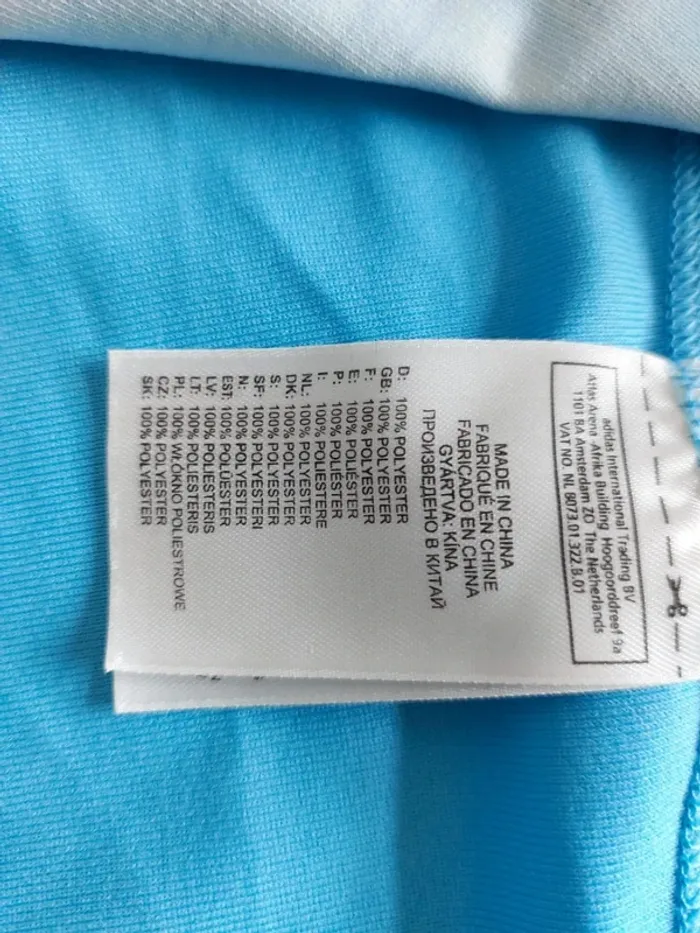 adidas International Trading BV
Atlas Arena -Afrika Building Hoogoorddreef 9a
1101 BA Amsterdam ZO The Netherlands
VAT NO. NL 8073.01.322.B.01
MADE IN CHINA
FABRIQUÉ EN CHINE
FABRICADO EN CHINA
GYÁRTVA: KÍNA
ПРОИЗВЕДЕНО В КИТАЙ
D: 100% POLYESTER
GB: 100% POLYESTER
F: 100% POLYESTER
E: 100% POLIÉSTER
P: 100% POLIÉSTER
I: 100% POLIESTERE
NL: 100% POLYESTER
DK: 100% POLYESTER
S: 100% POLYESTER
SF: 100% POLYESTERI
N: 100% POLYESTER
EST: 100% POLÜESTER
LV: 100% POLIESTERIS
LT: 100% POLIESTERIS
PL: 100% WŁÓKNO POLIESTROWE
CZ: 100% POLYESTER
SK: 100% POLYESTER